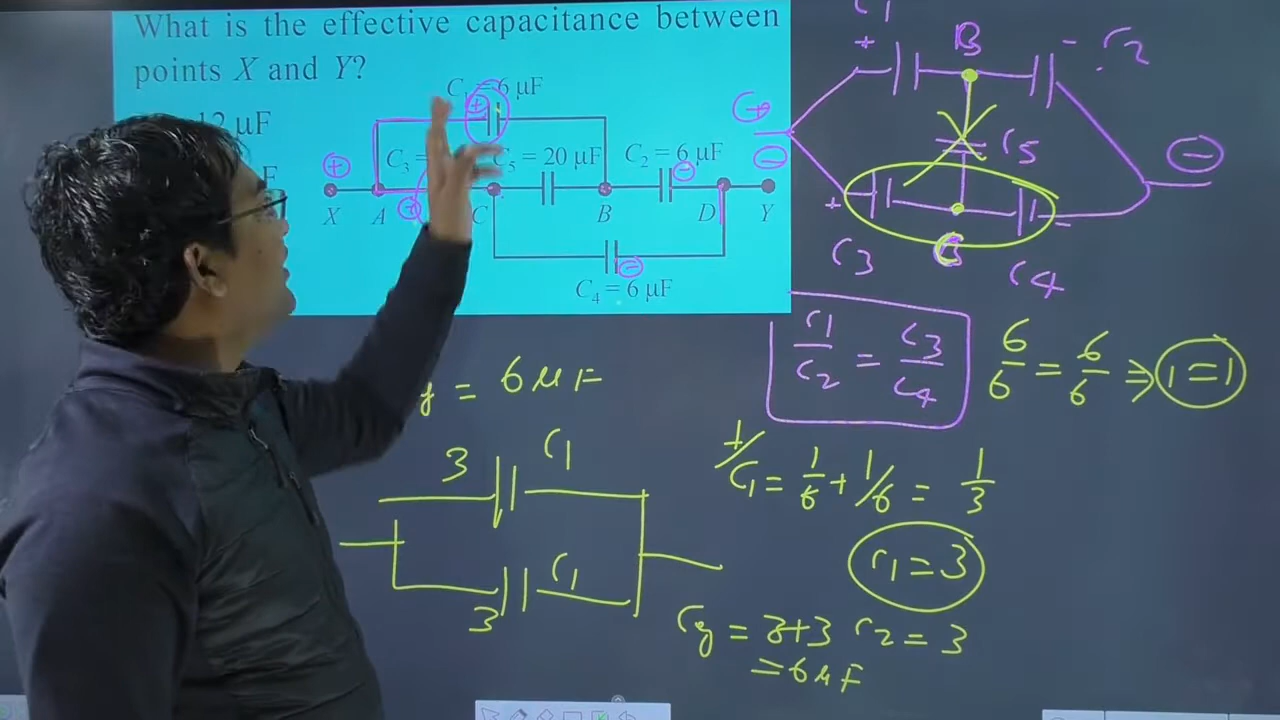 What is the effective capacitance between
points X and Y?
12 μF
F
C₁ = 6 μF
C₃ =
C₅ = 20 μF
C₂ = 6 μF
X A C B D Y
C₄ = 6 μF
+ + + - -
C₁
+ B - C₂
+
-
C₅
-
+ C -
C₃ C₄
C₁/C₂ = C₃/C₄
6/6 = 6/6 ⇒ 1=1
y = 6 μF
3 C₁
3 C₁
1/C₁ = 1/6 + 1/6 = 1/3
C₁ = 3
Cy = 3+3 C₂ = 3
= 6 μF